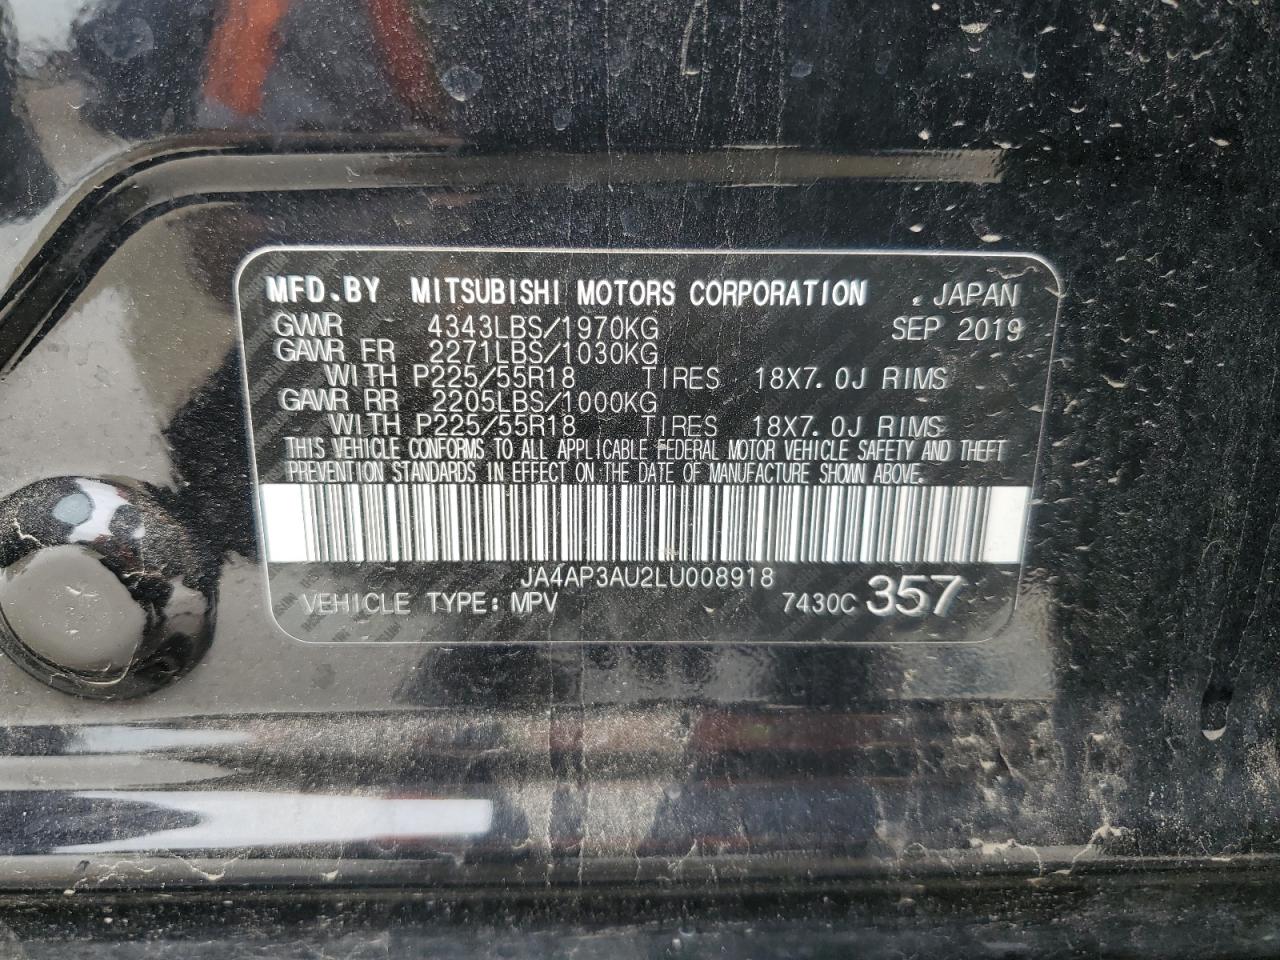 MFD.BY MITSUBISHI MOTORS CORPORATION . JAPAN
GVWR 4343LBS/1970KG SEP 2019
GAWR FR 2271LBS/1030KG
WITH P225/55R18 TIRES 18X7.0J RIMS
GAWR RR 2205LBS/1000KG
WITH P225/55R18 TIRES 18X7.0J RIMS
THIS VEHICLE CONFORMS TO ALL APPLICABLE FEDERAL MOTOR VEHICLE SAFETY AND THEFT
PREVENTION STANDARDS IN EFFECT ON THE DATE OF MANUFACTURE SHOWN ABOVE.
JA4AP3AU2LU008918
VEHICLE TYPE: MPV 7430C 357